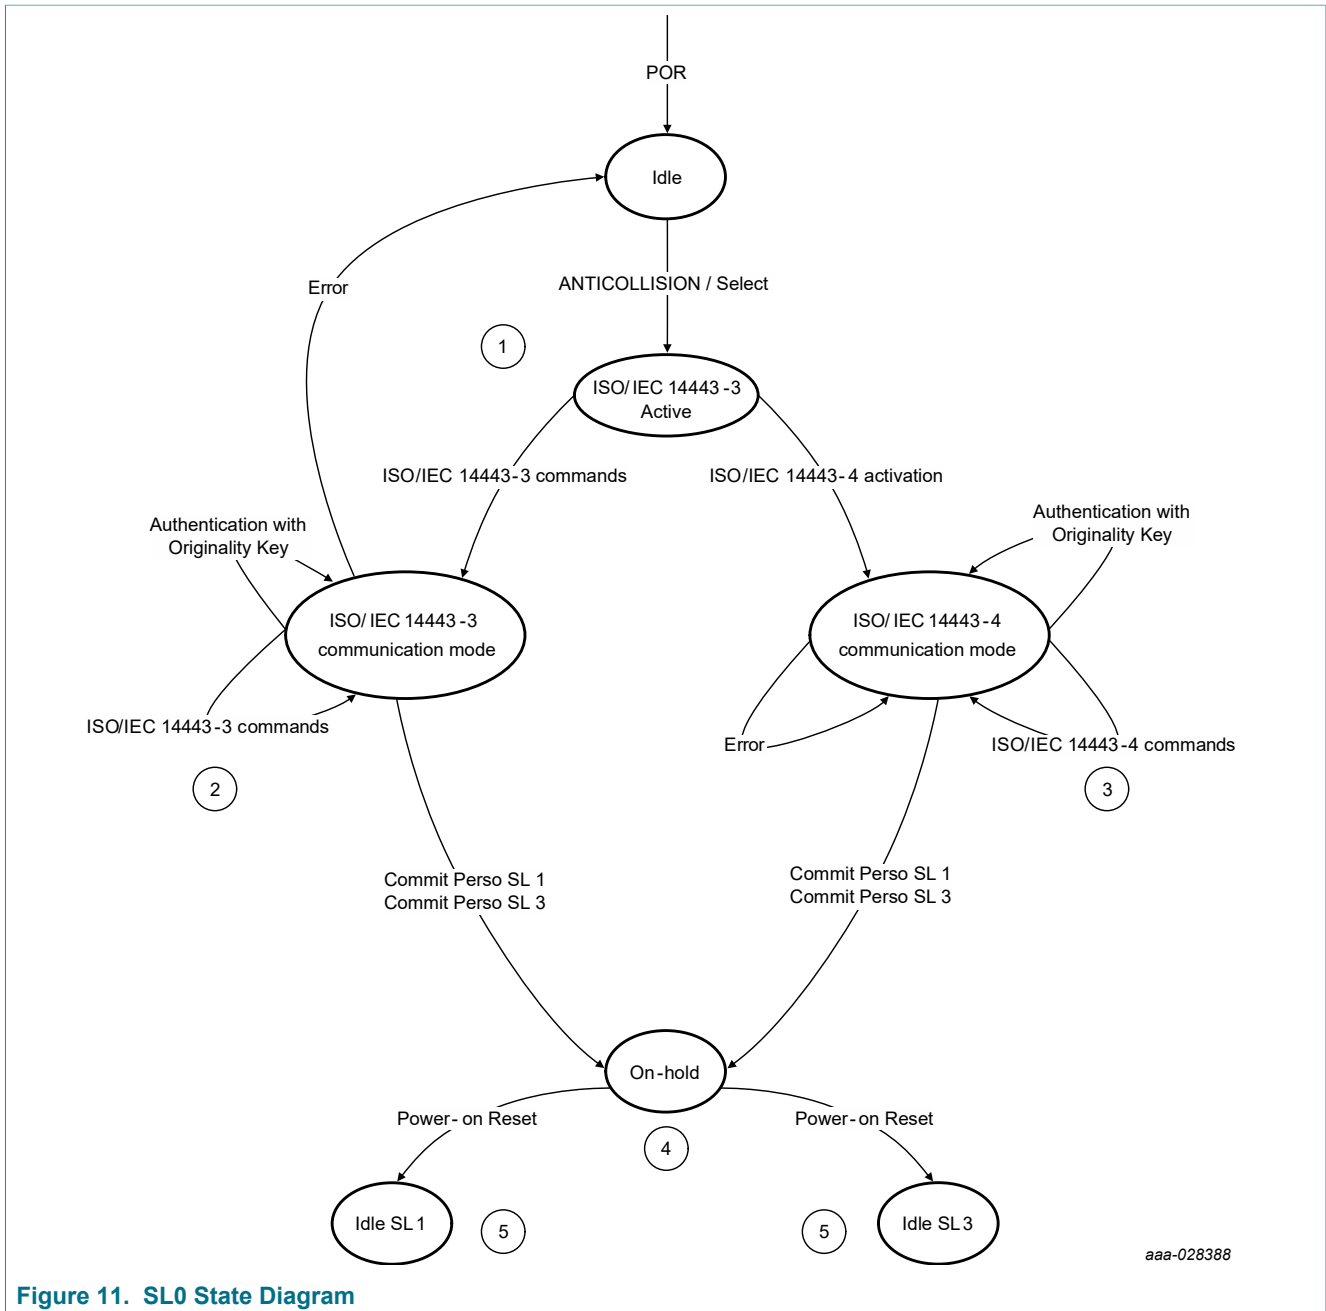 POR
Idle
ANTICOLLISION / Select
Error
1
ISO/IEC 14443-3
Active
ISO/IEC 14443-3 commands
ISO/IEC 14443-4 activation
Authentication with
Originality Key
Authentication with
Originality Key
ISO/IEC 14443-3
communication mode
ISO/IEC 14443-4
communication mode
ISO/IEC 14443-3 commands
Error
ISO/IEC 14443-4 commands
2
3
Commit Perso SL 1
Commit Perso SL 3
Commit Perso SL 1
Commit Perso SL 3
On-hold
Power-on Reset
Power-on Reset
4
Idle SL 1
5
5
Idle SL 3
aaa-028388
Figure 11. SL0 State Diagram